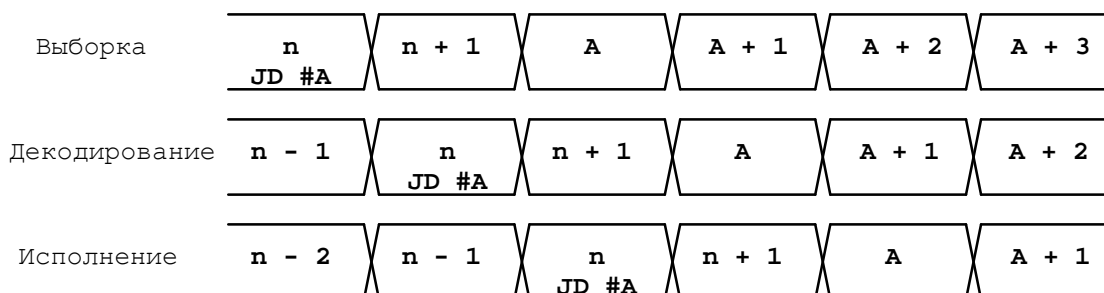 Выборка n n + 1 A A + 1 A + 2 A + 3
JD #A
Декодирование n - 1 n n + 1 A A + 1 A + 2
JD #A
Исполнение n - 2 n - 1 n n + 1 A A + 1
JD #A